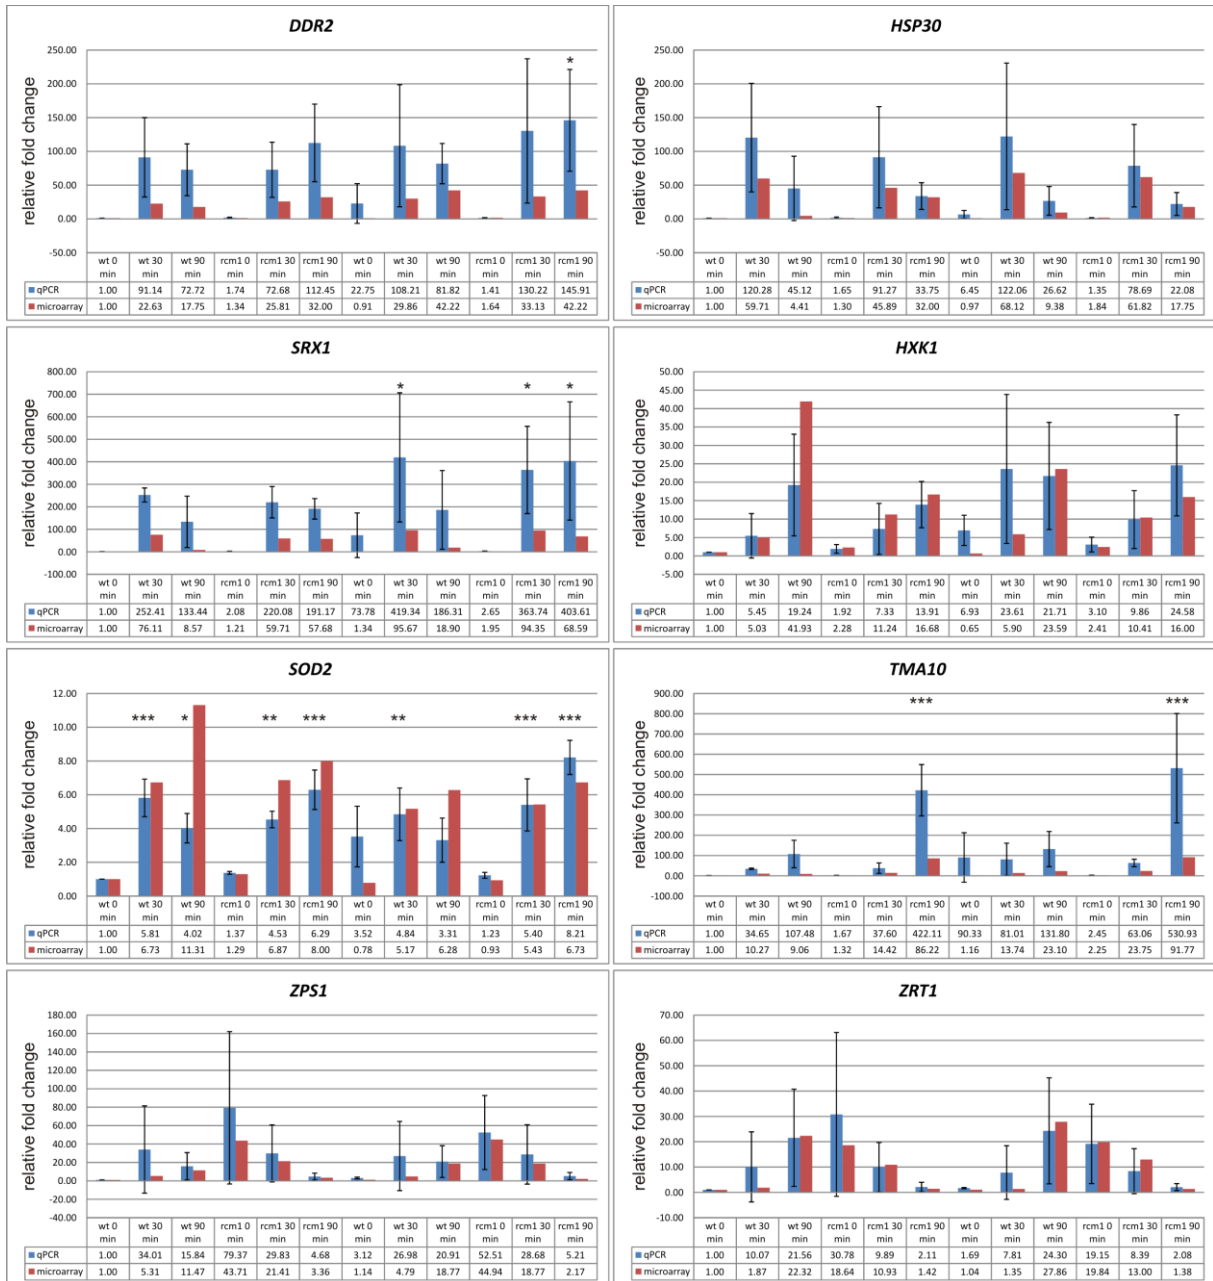 DDR2
relative fold change
250.00
200.00
150.00
100.00
50.00
0.00
-50.00
*
wt 0 wt 30 wt 90 rcm1 0 rcm1 30 rcm1 90 wt 0 wt 30 wt 90 rcm1 0 rcm1 30 rcm1 90
min min min min min min min min min min min min
qPCR 1.00 91.14 72.72 1.74 72.68 112.45 22.75 108.21 81.82 1.41 130.22 145.91
microarray 1.00 22.63 17.75 1.34 25.81 32.00 0.91 29.86 42.22 1.64 33.13 42.22
HSP30
relative fold change
250.00
200.00
150.00
100.00
50.00
0.00
-50.00
wt 0 wt 30 wt 90 rcm1 0 rcm1 30 rcm1 90 wt 0 wt 30 wt 90 rcm1 0 rcm1 30 rcm1 90
min min min min min min min min min min min min
qPCR 1.00 120.28 45.12 1.65 91.27 33.75 6.45 122.06 26.62 1.35 78.69 22.08
microarray 1.00 59.71 4.41 1.30 45.89 32.00 0.97 68.12 9.38 1.84 61.82 17.75
SRX1
relative fold change
800.00
700.00
600.00
500.00
400.00
300.00
200.00
100.00
0.00
-100.00
* * *
wt 0 wt 30 wt 90 rcm1 0 rcm1 30 rcm1 90 wt 0 wt 30 wt 90 rcm1 0 rcm1 30 rcm1 90
min min min min min min min min min min min min
qPCR 1.00 252.41 133.44 2.08 220.08 191.17 73.78 419.34 186.31 2.65 363.74 403.61
microarray 1.00 76.11 8.57 1.21 59.71 57.68 1.34 95.67 18.90 1.95 94.35 68.59
HXK1
relative fold change
50.00
45.00
40.00
35.00
30.00
25.00
20.00
15.00
10.00
5.00
0.00
-5.00
wt 0 wt 30 wt 90 rcm1 0 rcm1 30 rcm1 90 wt 0 wt 30 wt 90 rcm1 0 rcm1 30 rcm1 90
min min min min min min min min min min min min
qPCR 1.00 5.45 19.24 1.92 7.33 13.91 6.93 23.61 21.71 3.10 9.86 24.58
microarray 1.00 5.03 41.93 2.28 11.24 16.68 0.65 5.90 23.59 2.41 10.41 16.00
SOD2
relative fold change
12.00
10.00
8.00
6.00
4.00
2.00
0.00
*** * ** *** ** *** ***
wt 0 wt 30 wt 90 rcm1 0 rcm1 30 rcm1 90 wt 0 wt 30 wt 90 rcm1 0 rcm1 30 rcm1 90
min min min min min min min min min min min min
qPCR 1.00 5.81 4.02 1.37 4.53 6.29 3.52 4.84 3.31 1.23 5.40 8.21
microarray 1.00 6.73 11.31 1.29 6.87 8.00 0.78 5.17 6.28 0.93 5.43 6.73
TMA10
relative fold change
900.00
800.00
700.00
600.00
500.00
400.00
300.00
200.00
100.00
0.00
-100.00
*** ***
wt 0 wt 30 wt 90 rcm1 0 rcm1 30 rcm1 90 wt 0 wt 30 wt 90 rcm1 0 rcm1 30 rcm1 90
min min min min min min min min min min min min
qPCR 1.00 34.65 107.48 1.67 37.60 422.11 90.33 81.01 131.80 2.45 63.06 530.93
microarray 1.00 10.27 9.06 1.32 14.42 86.22 1.16 13.74 23.10 2.25 23.75 91.77
ZPS1
relative fold change
180.00
160.00
140.00
120.00
100.00
80.00
60.00
40.00
20.00
0.00
-20.00
-40.00
wt 0 wt 30 wt 90 rcm1 0 rcm1 30 rcm1 90 wt 0 wt 30 wt 90 rcm1 0 rcm1 30 rcm1 90
min min min min min min min min min min min min
qPCR 1.00 34.01 15.84 79.37 29.83 4.68 3.12 26.98 20.91 52.51 28.68 5.21
microarray 1.00 5.31 11.47 43.71 21.41 3.36 1.14 4.79 18.77 44.94 18.77 2.17
ZRT1
relative fold change
70.00
60.00
50.00
40.00
30.00
20.00
10.00
0.00
-10.00
wt 0 wt 30 wt 90 rcm1 0 rcm1 30 rcm1 90 wt 0 wt 30 wt 90 rcm1 0 rcm1 30 rcm1 90
min min min min min min min min min min min min
qPCR 1.00 10.07 21.56 30.78 9.89 2.11 1.69 7.81 24.30 19.15 8.39 2.08
microarray 1.00 1.87 22.32 18.64 10.93 1.42 1.04 1.35 27.86 19.84 13.00 1.38